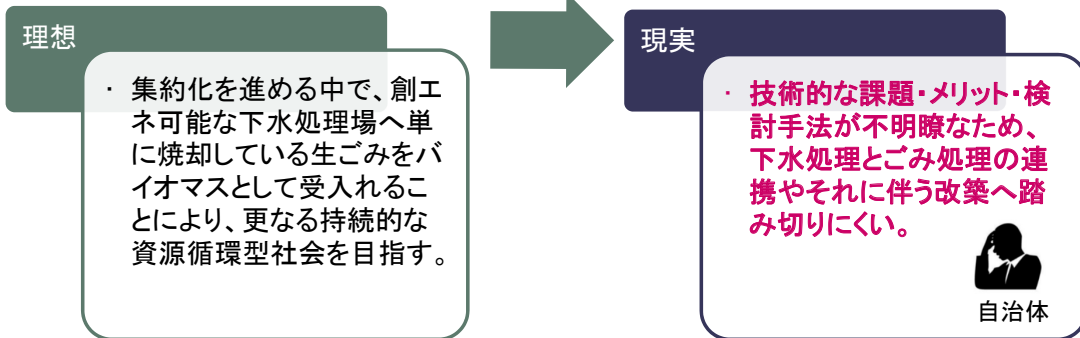 理想
・ 集約化を進める中で、創エ
ネ可能な下水処理場へ単
に焼却している生ごみをバ
イオマスとして受入れるこ
とにより、更なる持続的な
資源循環型社会を目指す。
現実
・ 技術的な課題・メリット・検
討手法が不明瞭なため、
下水処理とごみ処理の連
携やそれに伴う改築へ踏
み切りにくい。
自治体